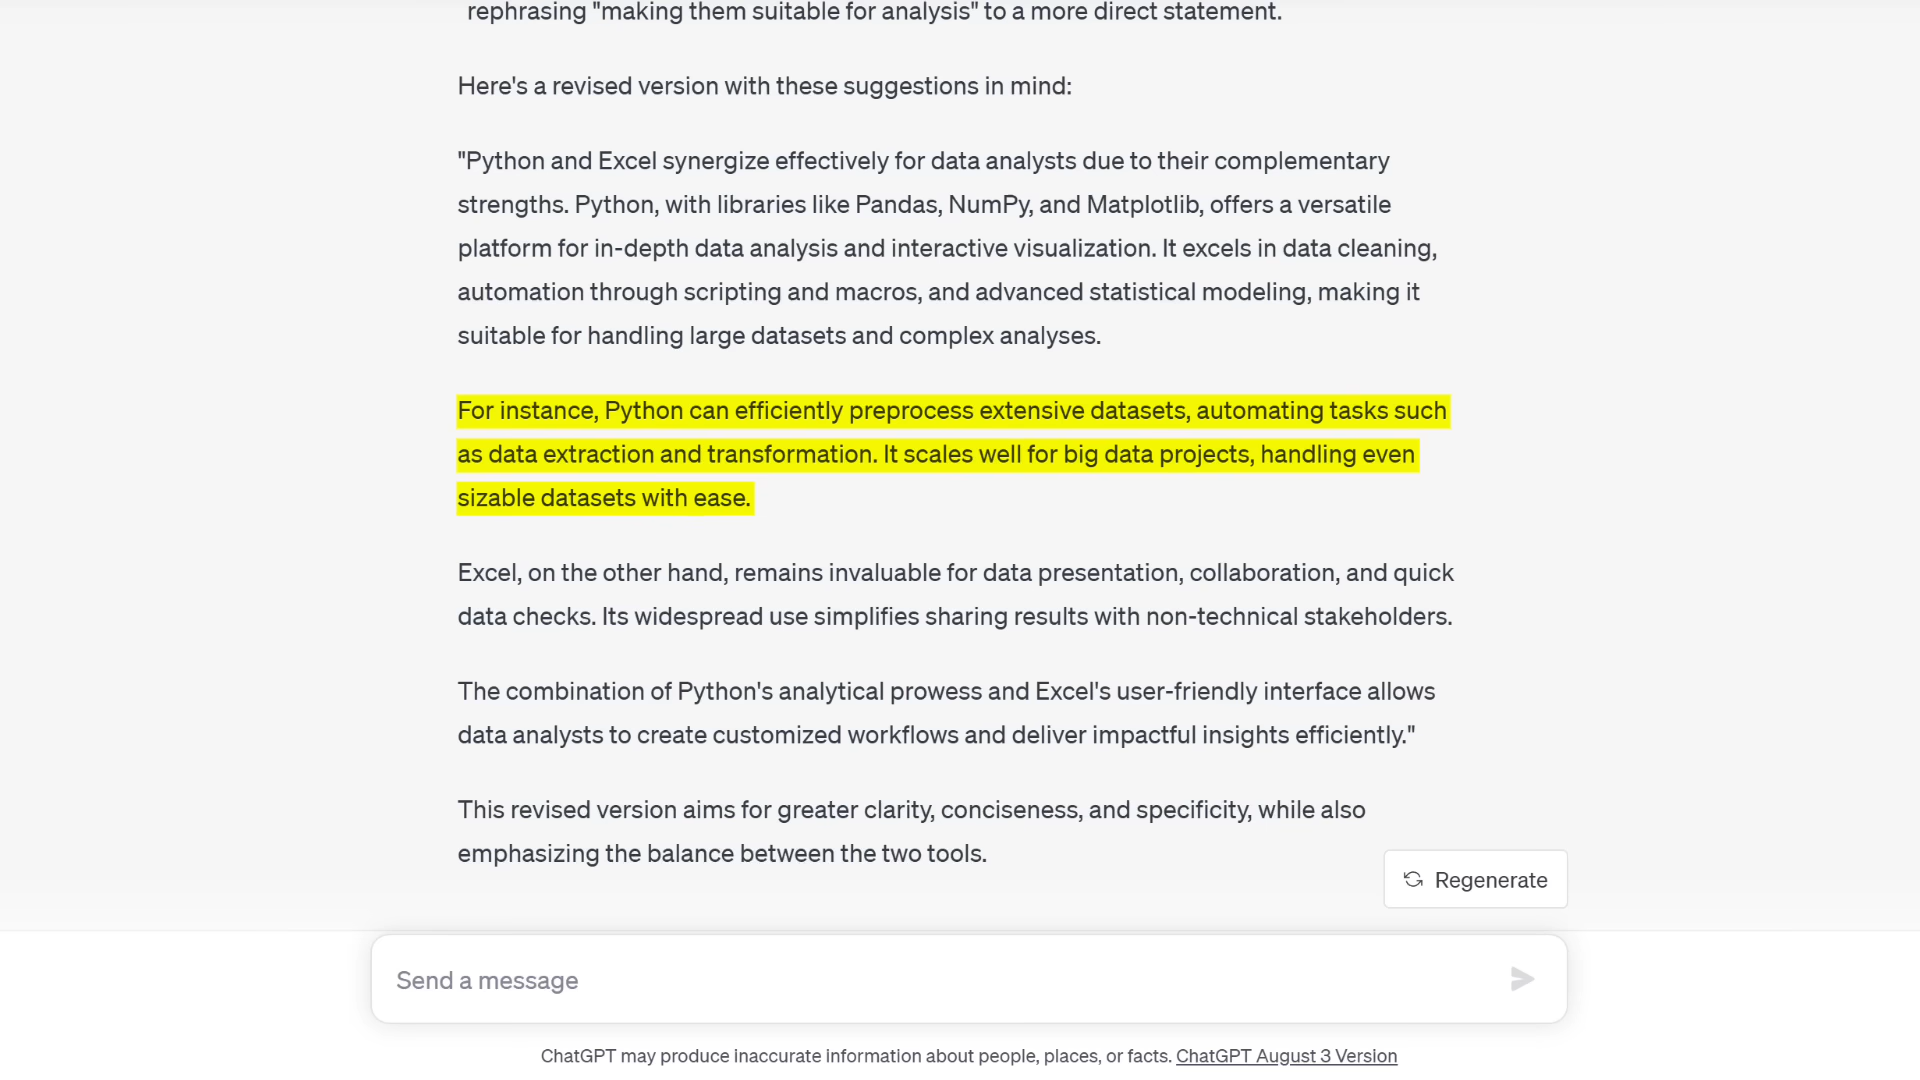 rephrasing "making them suitable for analysis" to a more direct statement.
Here's a revised version with these suggestions in mind:
"Python and Excel synergize effectively for data analysts due to their complementary
strengths. Python, with libraries like Pandas, NumPy, and Matplotlib, offers a versatile
platform for in-depth data analysis and interactive visualization. It excels in data cleaning,
automation through scripting and macros, and advanced statistical modeling, making it
suitable for handling large datasets and complex analyses.
For instance, Python can efficiently preprocess extensive datasets, automating tasks such
as data extraction and transformation. It scales well for big data projects, handling even
sizable datasets with ease.
Excel, on the other hand, remains invaluable for data presentation, collaboration, and quick
data checks. Its widespread use simplifies sharing results with non-technical stakeholders.
The combination of Python's analytical prowess and Excel's user-friendly interface allows
data analysts to create customized workflows and deliver impactful insights efficiently."
This revised version aims for greater clarity, conciseness, and specificity, while also
emphasizing the balance between the two tools.
Regenerate
Send a message
ChatGPT may produce inaccurate information about people, places, or facts. ChatGPT August 3 Version